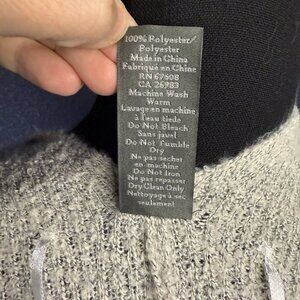 100% Polyester/
Polyester
Made in China
Fabriqué en Chine
RN 67608
CA 26983
Machine Wash
Warm
Lavage en machine
à l'eau tiède
Do Not Bleach
Sans javel
Do Not Tumble
Dry
Ne pas secher
en machine
Do Not Iron
Ne pas repasser
Dry Clean Only
Nettoyage à sec
seulement